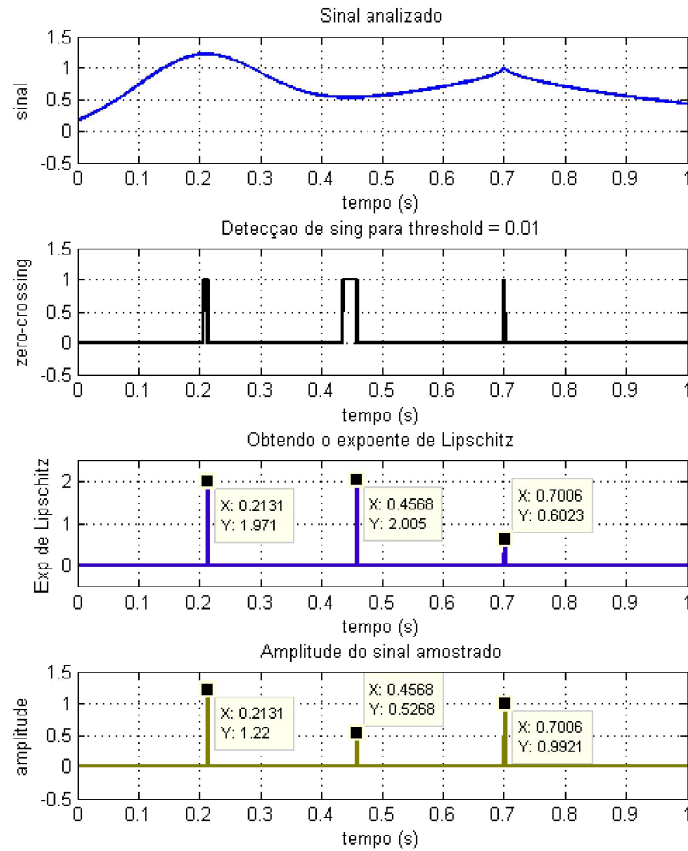 Sinal analizado
1.5
1
0.5
0
-0.5
sinal
0 0.1 0.2 0.3 0.4 0.5 0.6 0.7 0.8 0.9 1
tempo (s)
Detecçao de sing para threshold = 0.01
1.5
1
0.5
0
-0.5
zero-crossing
0 0.1 0.2 0.3 0.4 0.5 0.6 0.7 0.8 0.9 1
tempo (s)
Obtendo o expoente de Lipschitz
2
1
0
Exp de Lipschitz
X: 0.2131
Y: 1.971
X: 0.4568
Y: 2.005
X: 0.7006
Y: 0.6023
0 0.1 0.2 0.3 0.4 0.5 0.6 0.7 0.8 0.9 1
tempo (s)
Amplitude do sinal amostrado
1.5
1
0.5
0
-0.5
amplitude
X: 0.2131
Y: 1.22
X: 0.4568
Y: 0.5268
X: 0.7006
Y: 0.9921
0 0.1 0.2 0.3 0.4 0.5 0.6 0.7 0.8 0.9 1
tempo (s)